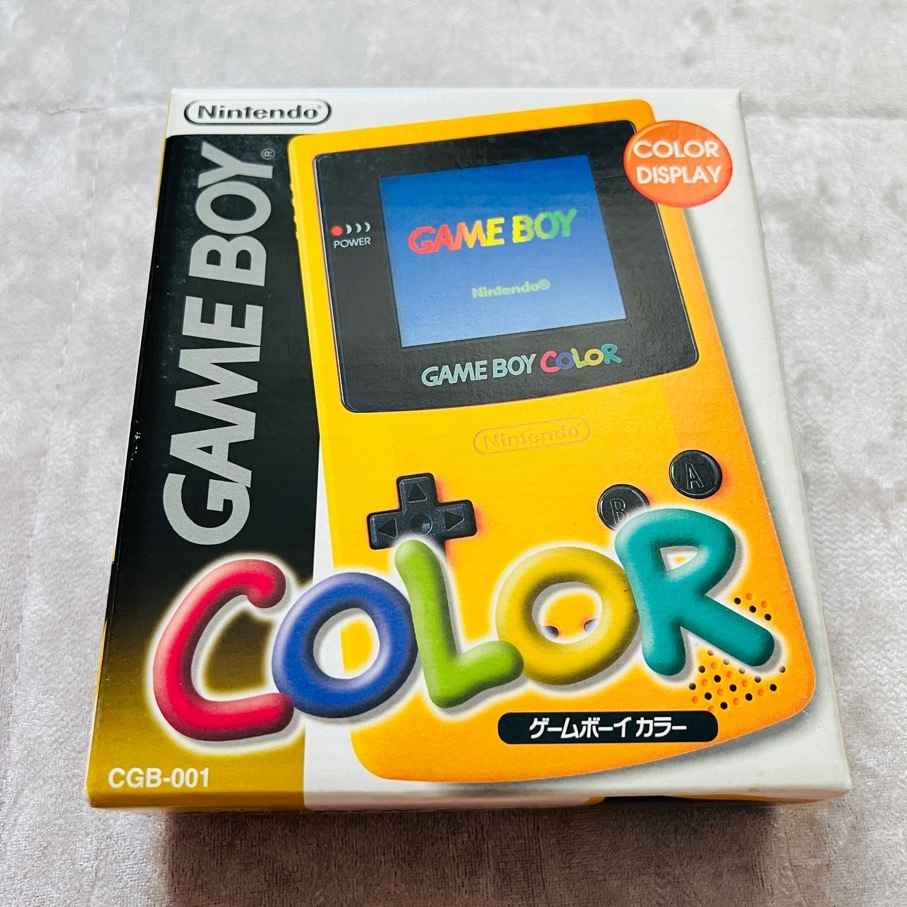 Nintendo®
GAME BOY®
COLOR
DISPLAY
POWER
GAME BOY
Nintendo®
GAME BOY COLOR
Nintendo
A
B
COLOR
ゲームボーイ カラー
CGB-001